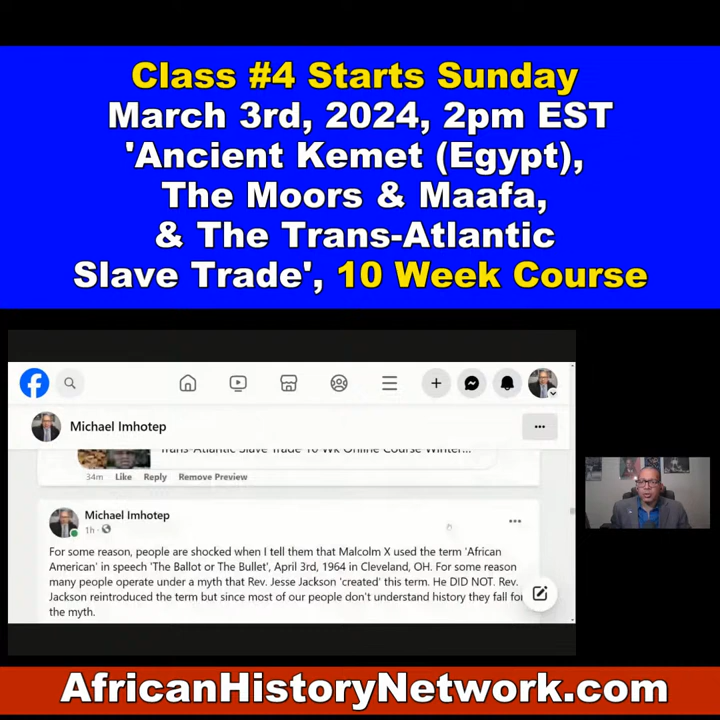 Class #4 Starts Sunday
March 3rd, 2024, 2pm EST
'Ancient Kemet (Egypt),
The Moors & Maafa,
& The Trans-Atlantic
Slave Trade', 10 Week Course
Michael Imhotep
Trans-Atlantic Slave Trade 10 Wk Online Course Winter...
34m Like Reply Remove Preview
Michael Imhotep
1h
For some reason, people are shocked when I tell them that Malcolm X used the term 'African
American' in speech 'The Ballot or The Bullet', April 3rd, 1964 in Cleveland, OH. For some reason
many people operate under a myth that Rev. Jesse Jackson 'created' this term. He DID NOT. Rev.
Jackson reintroduced the term but since most of our people don't understand history they fall for
the myth.
AfricanHistoryNetwork.com